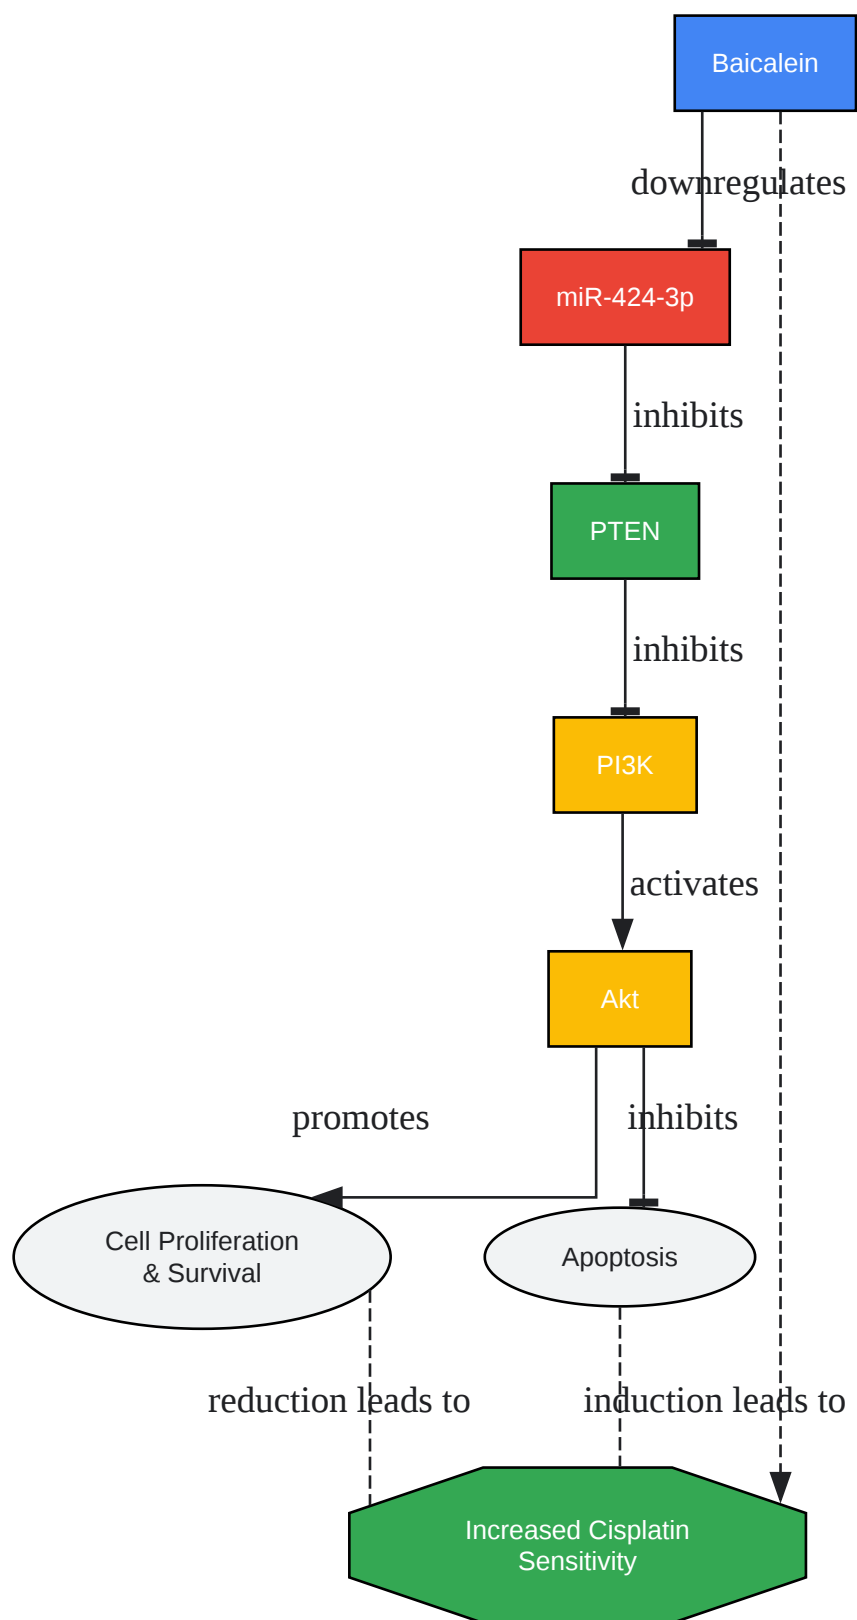 Baicalein
downregulates
miR-424-3p
inhibits
PTEN
inhibits
PI3K
activates
Akt
promotes
inhibits
Cell Proliferation
& Survival
Apoptosis
reduction leads to
induction leads to
Increased Cisplatin
Sensitivity